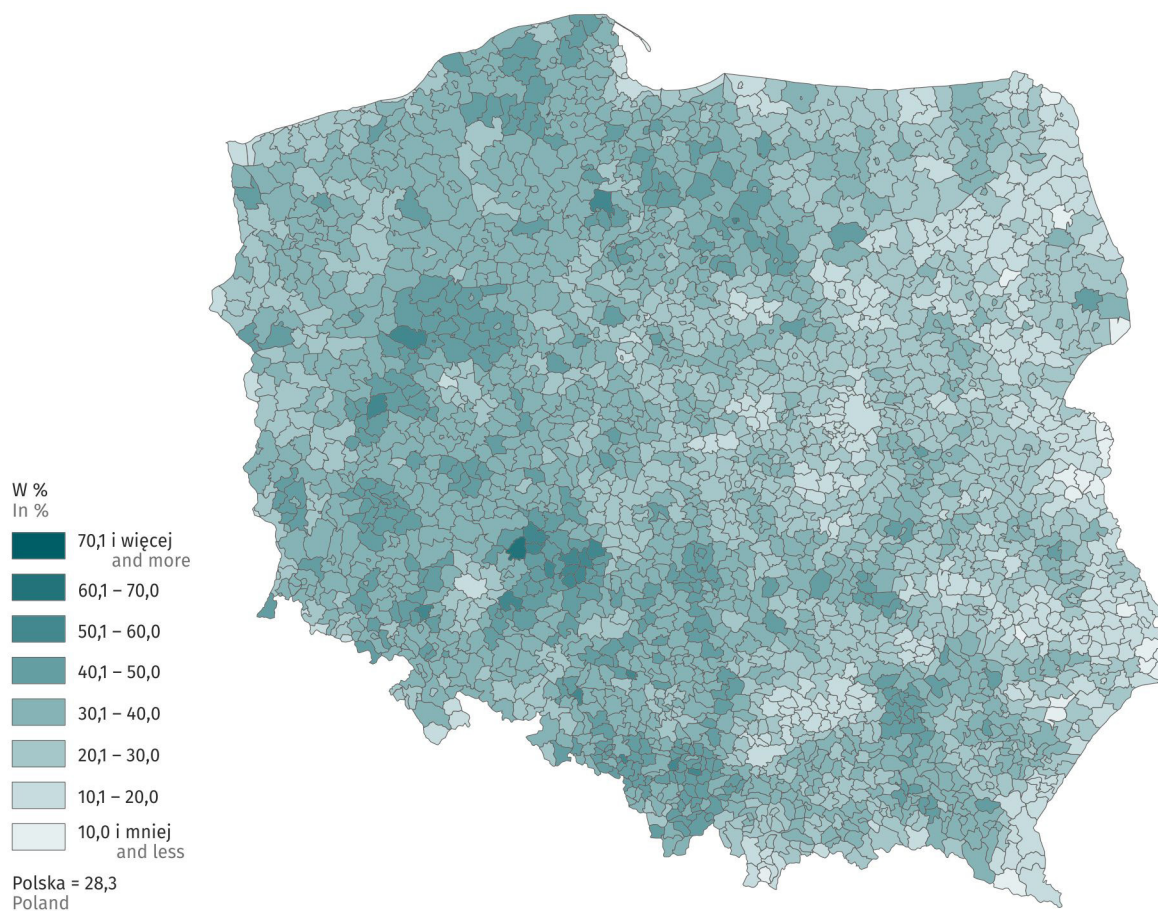 W %
In %
70,1 i więcej
and more
60,1 – 70,0
50,1 – 60,0
40,1 – 50,0
30,1 – 40,0
20,1 – 30,0
10,1 – 20,0
10,0 i mniej
and less
Polska = 28,3
Poland